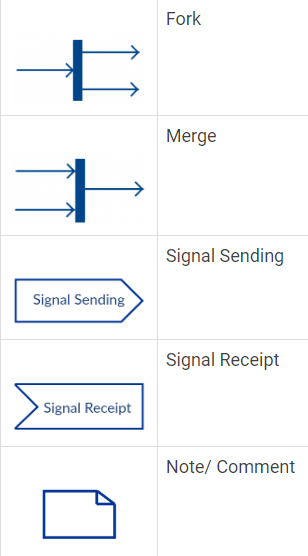 Fork
Merge
Signal Sending
Signal Sending
Signal Receipt
Signal Receipt
Note/ Comment